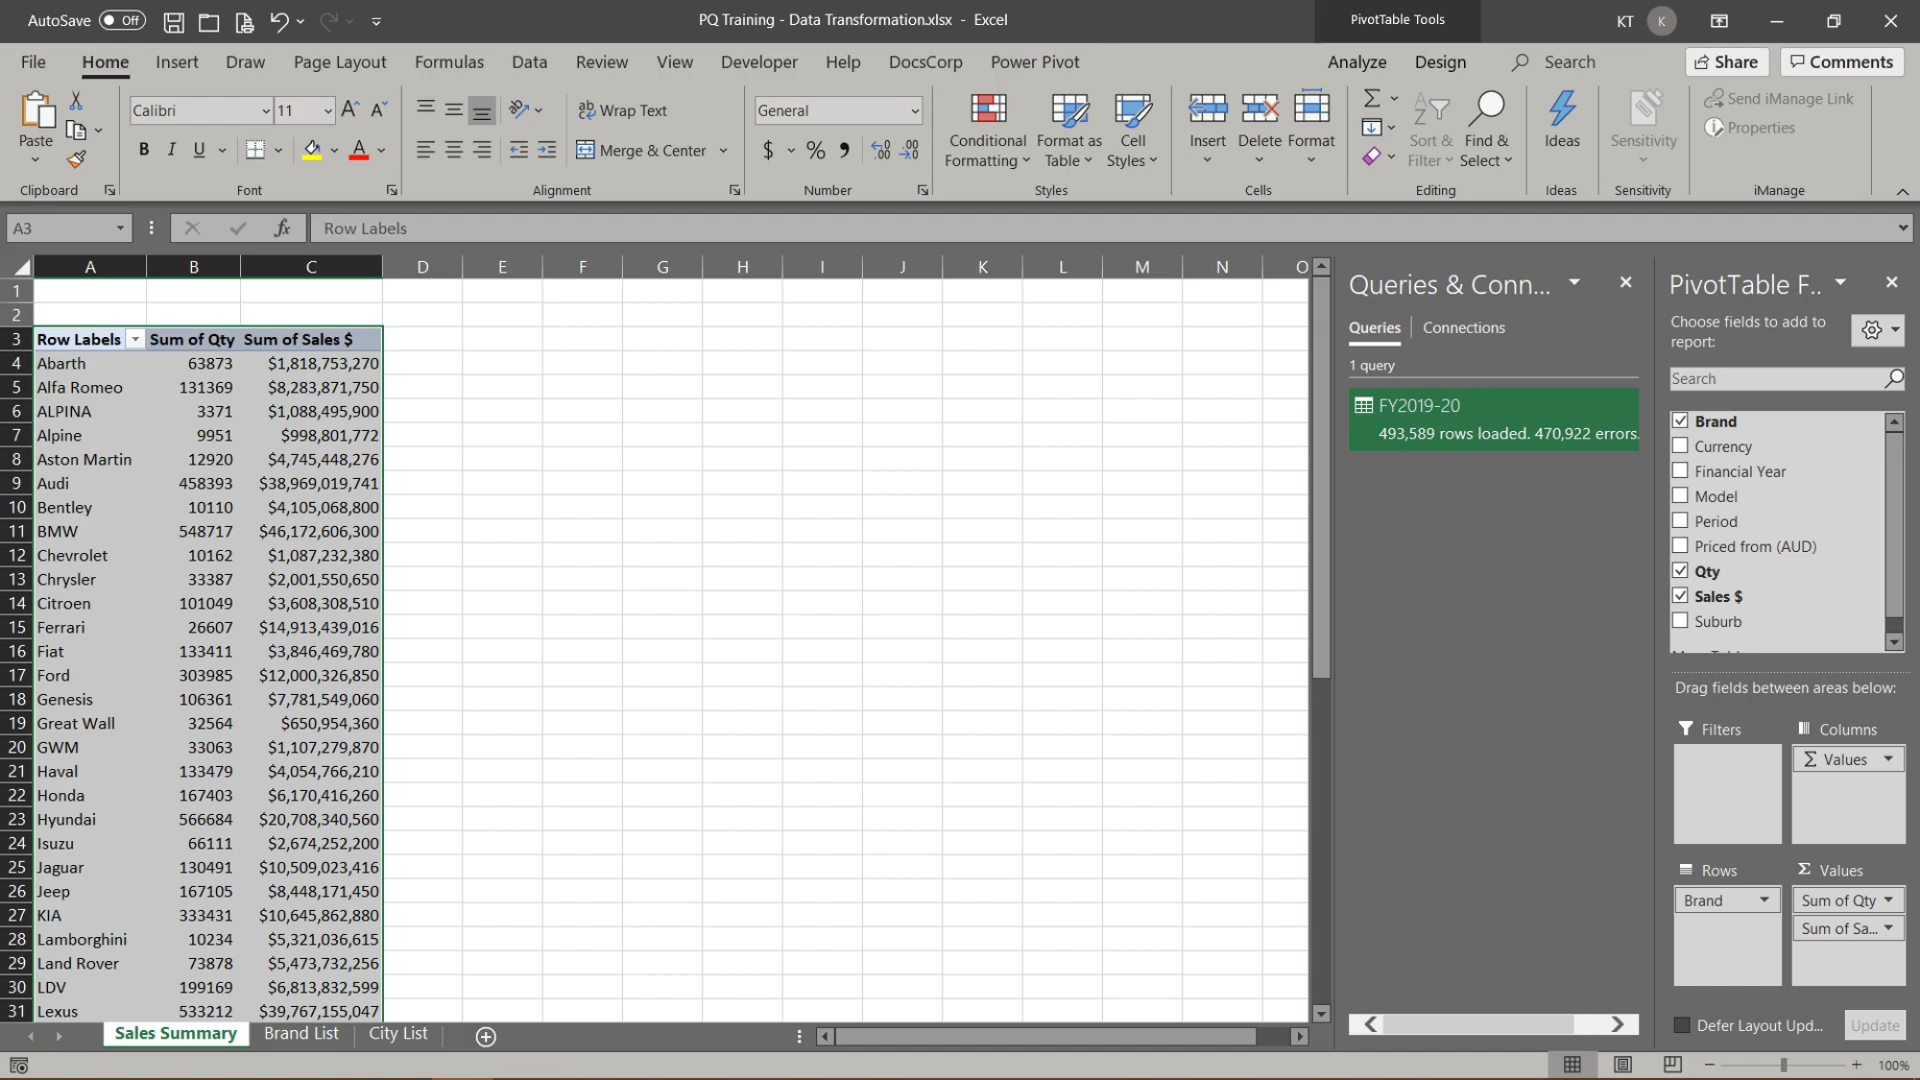 AutoSave Off PQ Training - Data Transformation.xlsx - Excel PivotTable Tools KT K
File Home Insert Draw Page Layout Formulas Data Review View Developer Help DocsCorp Power Pivot Analyze Design Search Share Comments
Calibri 11 Wrap Text General Send iManage Link
Properties
Paste Conditional Formatting Format as Table Cell Styles Insert Delete Format Sort & Filter Find & Select Ideas Sensitivity
B I U Merge & Center $ % 9
Clipboard Font Alignment Number Styles Cells Editing Ideas Sensitivity iManage
A3 fx Row Labels
A B C D E F G H I J K L M N O
1
2
3 Row Labels Sum of Qty Sum of Sales $
4 Abarth 63873 $1,818,753,270
5 Alfa Romeo 131369 $8,283,871,750
6 ALPINA 3371 $1,088,495,900
7 Alpine 9951 $998,801,772
8 Aston Martin 12920 $4,745,448,276
9 Audi 458393 $38,969,019,741
10 Bentley 10110 $4,105,068,800
11 BMW 548717 $46,172,606,300
12 Chevrolet 10162 $1,087,232,380
13 Chrysler 33387 $2,001,550,650
14 Citroen 101049 $3,608,308,510
15 Ferrari 26607 $14,913,439,016
16 Fiat 133411 $3,846,469,780
17 Ford 303985 $12,000,326,850
18 Genesis 106361 $7,781,549,060
19 Great Wall 32564 $650,954,360
20 GWM 33063 $1,107,279,870
21 Haval 133479 $4,054,766,210
22 Honda 167403 $6,170,416,260
23 Hyundai 566684 $20,708,340,560
24 Isuzu 66111 $2,674,252,200
25 Jaguar 130491 $10,509,023,416
26 Jeep 167105 $8,448,171,450
27 KIA 333431 $10,645,862,880
28 Lamborghini 10234 $5,321,036,615
29 Land Rover 73878 $5,473,732,256
30 LDV 199169 $6,813,832,599
31 Lexus 533212 $39,767,155,047
Sales Summary Brand List City List
Queries & Conn...
Queries Connections
1 query
FY2019-20
493,589 rows loaded. 470,922 errors.
PivotTable F..
Choose fields to add to
report:
Search
Brand
Currency
Financial Year
Model
Period
Priced from (AUD)
Qty
Sales $
Suburb
Drag fields between areas below:
Filters Columns
Σ Values
Rows Σ Values
Brand Sum of Qty
Sum of Sa...
Defer Layout Upd... Update
100%